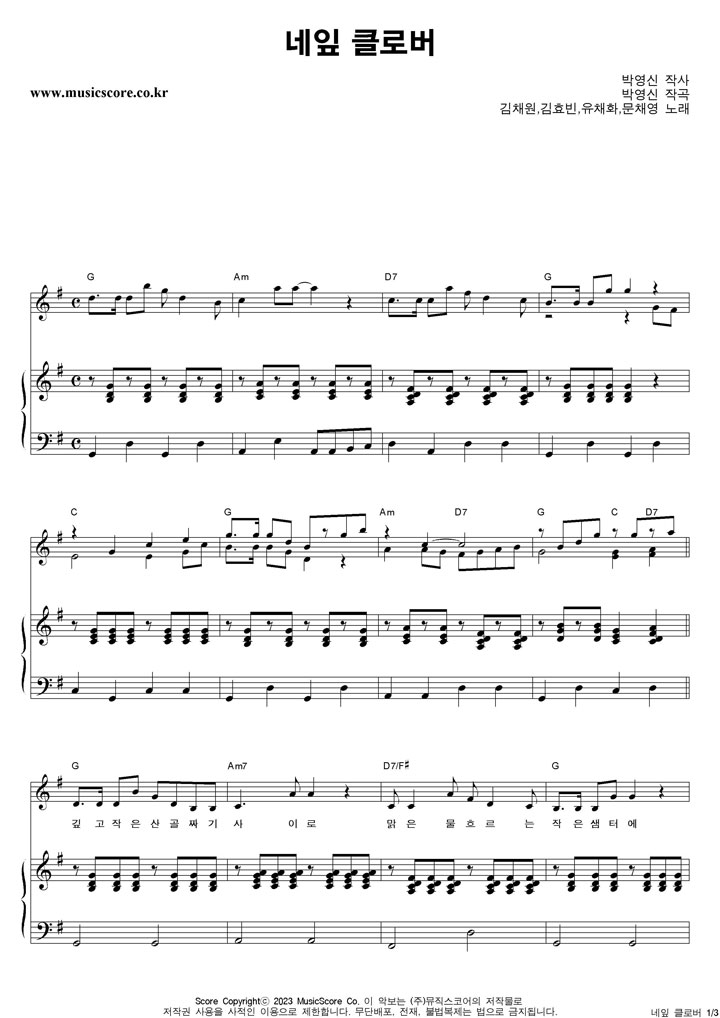 네잎 클로버
박영신 작사
www.musicscore.co.kr
박영신 작곡
김채원,김효빈,유채화,문채영 노래
G Am D7 G
C G Am D7 G C D7
G Am7 D7/F♯ G
깊 고 작 은 산 골 짜 기 사 이 로 맑 은 물 흐 르 는 작 은 샘 터 에
Score Copyrightⓒ 2023 MusicScore Co. 이 악보는 (주)뮤직스코어의 저작물로
저작권 사용을 사적인 이용으로 제한합니다. 무단배포, 전재, 불법복제는 법으로 금지됩니다.
네잎 클로버 1/3